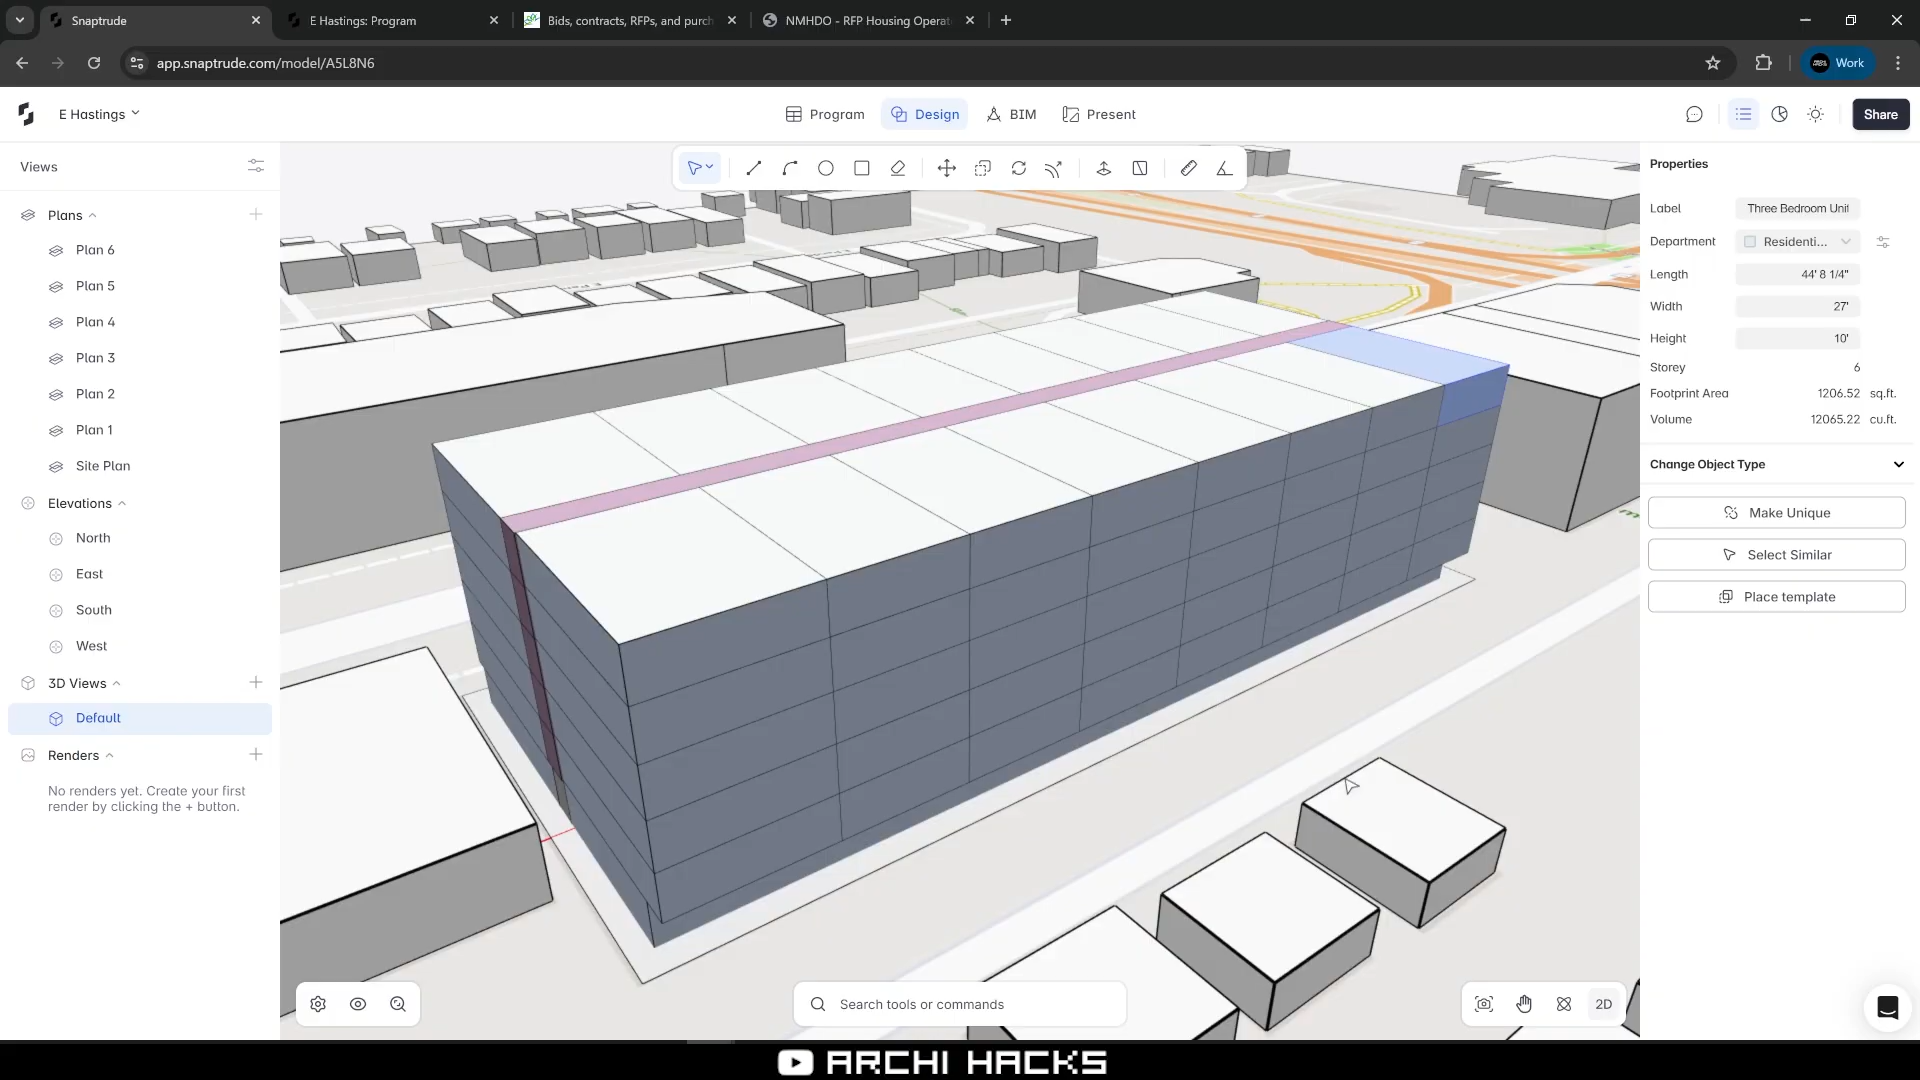 Snaptrude
E Hastings: Program
Bids, contracts, RFPs, and purch
NMHDO - RFP Housing Operat
app.snaptrude.com/model/A5L8N6
Work
E Hastings
Program
Design
BIM
Present
Share
Views
Plans
Plan 6
Plan 5
Plan 4
Plan 3
Plan 2
Plan 1
Site Plan
Elevations
North
East
South
West
3D Views
Default
Renders
No renders yet. Create your first
render by clicking the + button.
Properties
Label Three Bedroom Unit
Department Residenti...
Length 44' 8 1/4"
Width 27'
Height 10'
Storey 6
Footprint Area 1206.52 sq.ft.
Volume 12065.22 cu.ft.
Change Object Type
Make Unique
Select Similar
Place template
Search tools or commands
2D
ARCHI HACKS